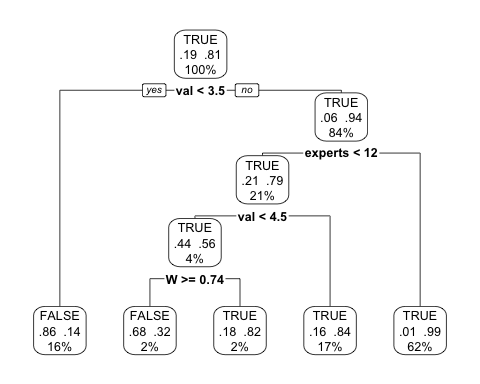 TRUE
.19 .81
100%
yes val < 3.5 no
TRUE
.06 .94
84%
experts < 12
TRUE
.21 .79
21%
val < 4.5
TRUE
.44 .56
4%
W >= 0.74
FALSE
.86 .14
16%
FALSE
.68 .32
2%
TRUE
.18 .82
2%
TRUE
.16 .84
17%
TRUE
.01 .99
62%